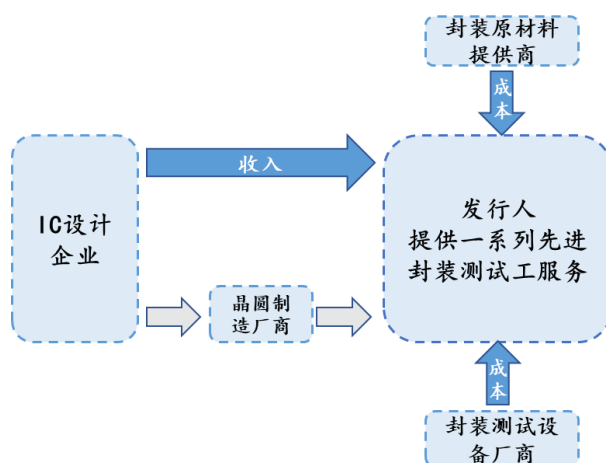 封装原材料
提供商
成
本
收入
IC设计
企业
发行人
提供一系列先进
封装测试工服务
晶圆制
造厂商
成
本
封装测试设
备厂商